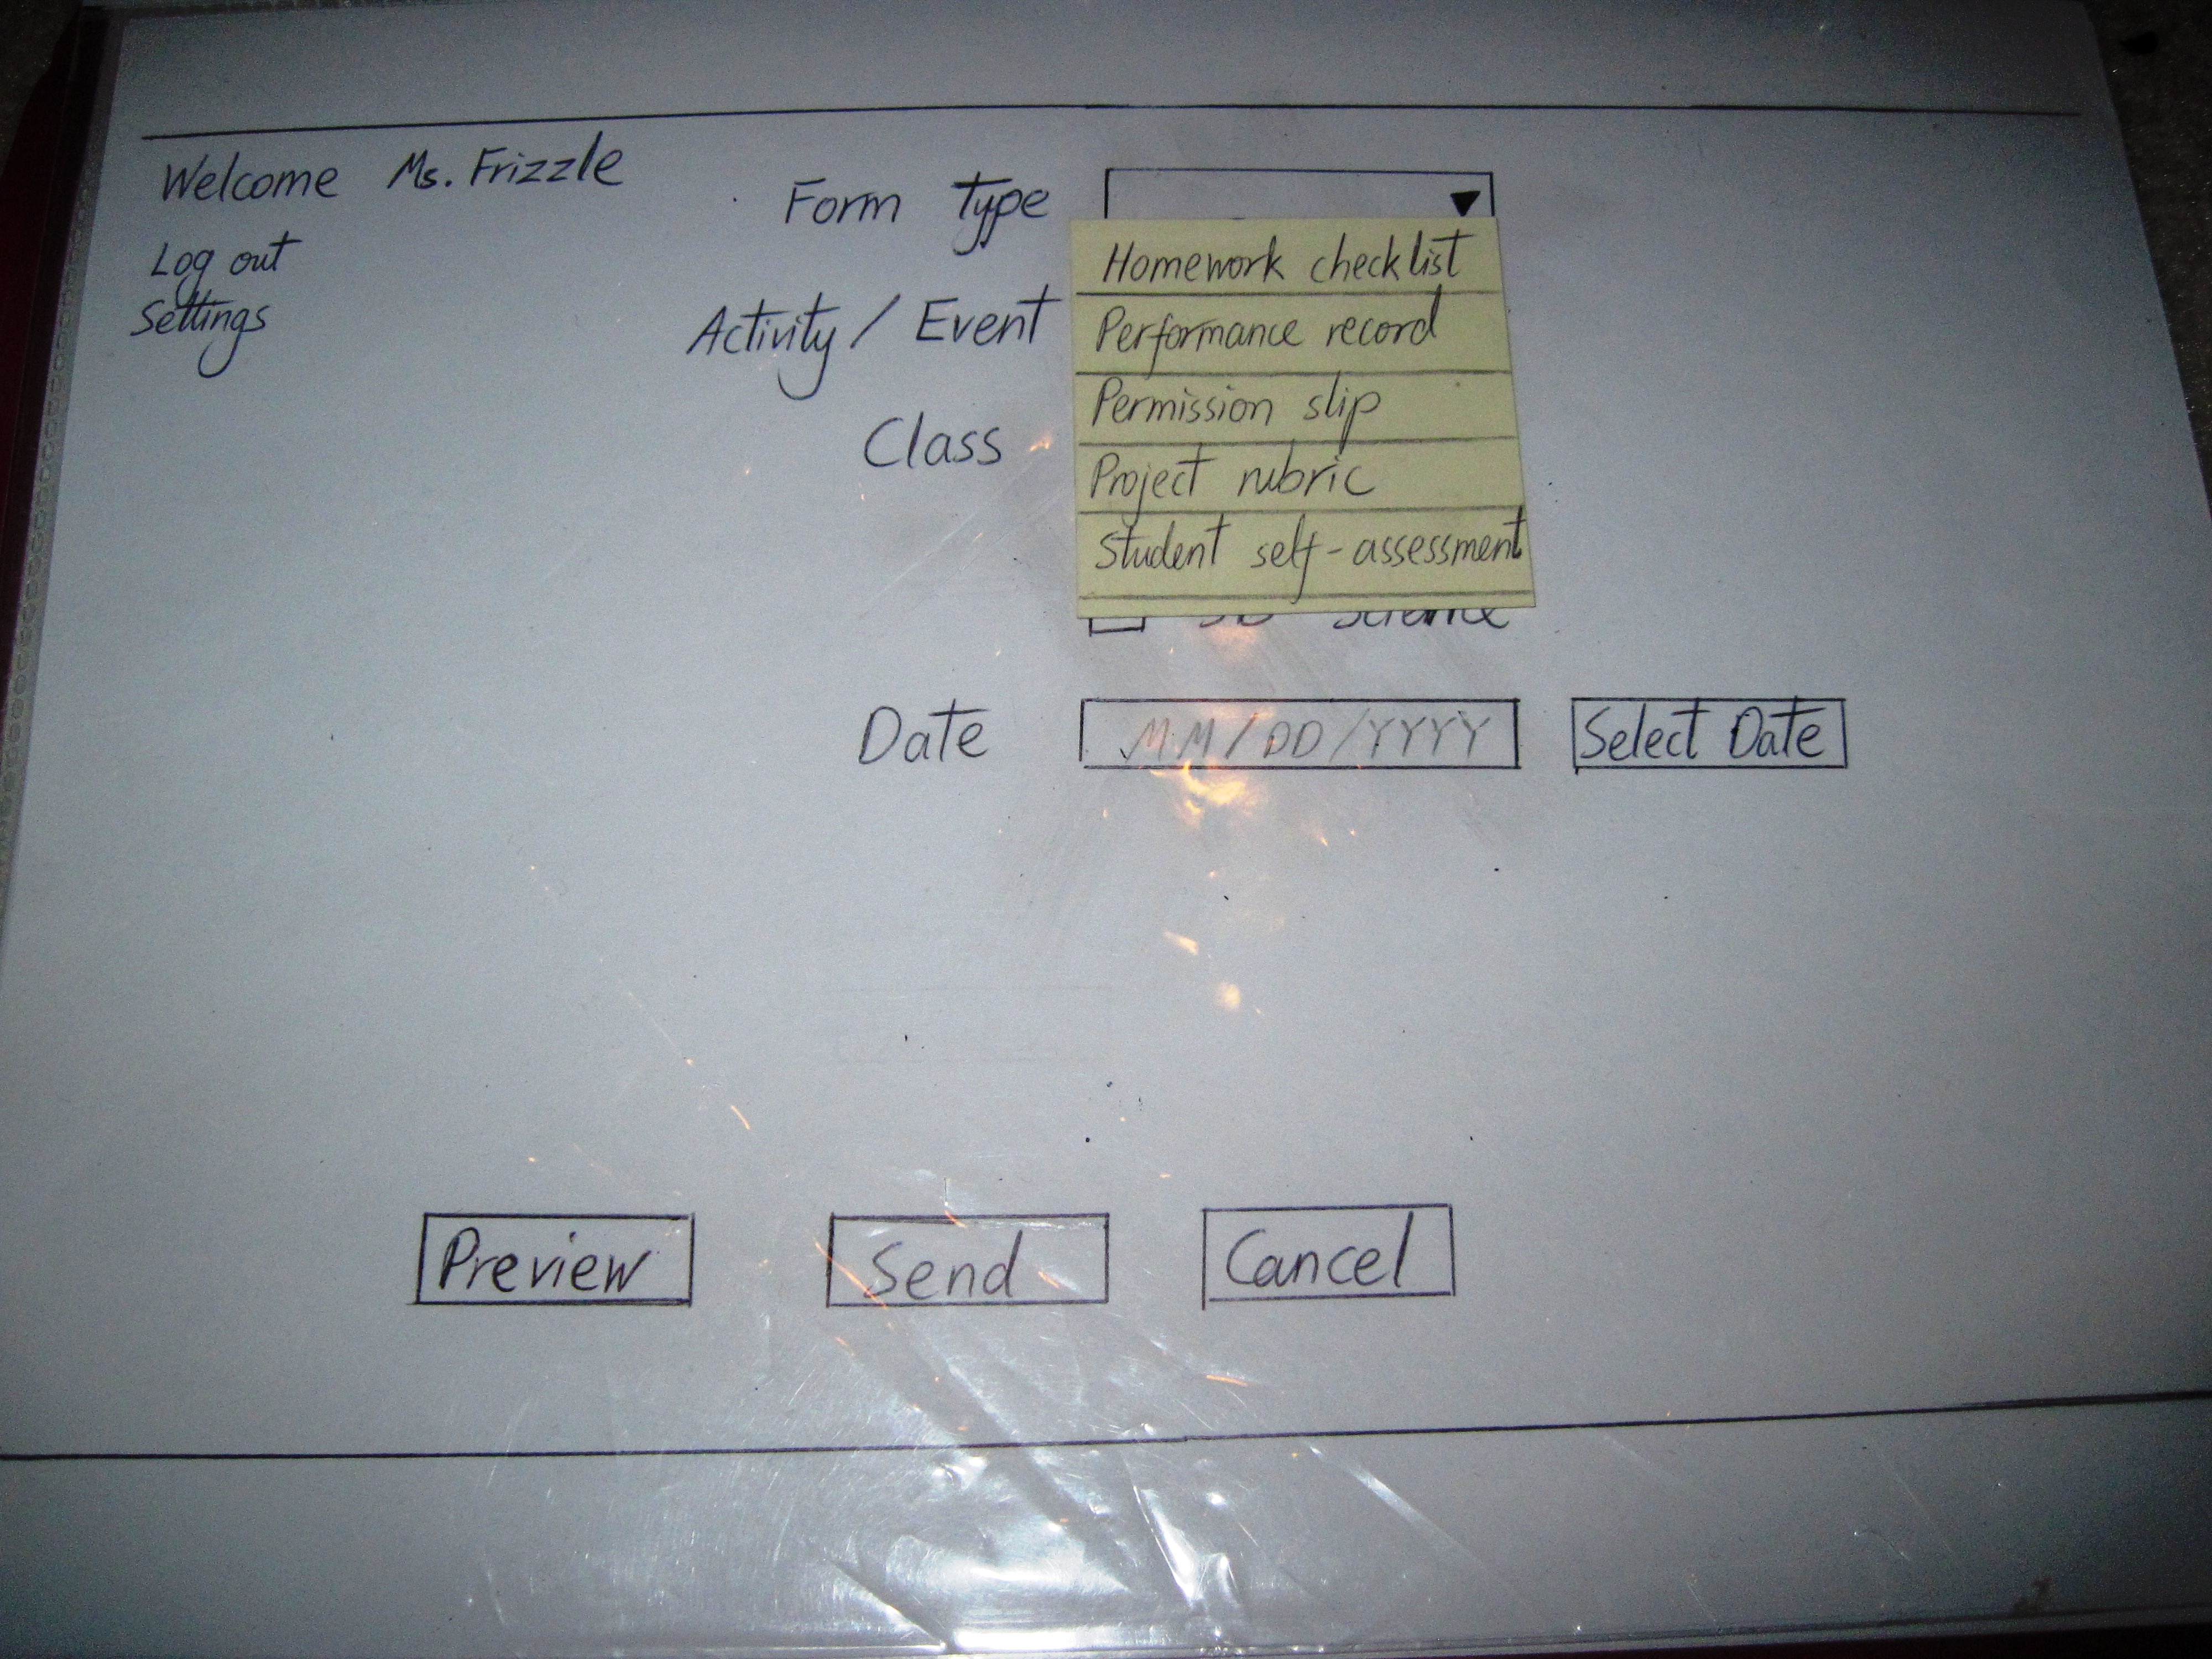 Welcome Ms. Frizzle
Log out
Settings
Form Type
Homework checklist
Performance record
Permission slip
Project rubric
Student self-assessment
Activity / Event
Class
Science
Date MM/DD/YYYY Select Date
Preview Send Cancel